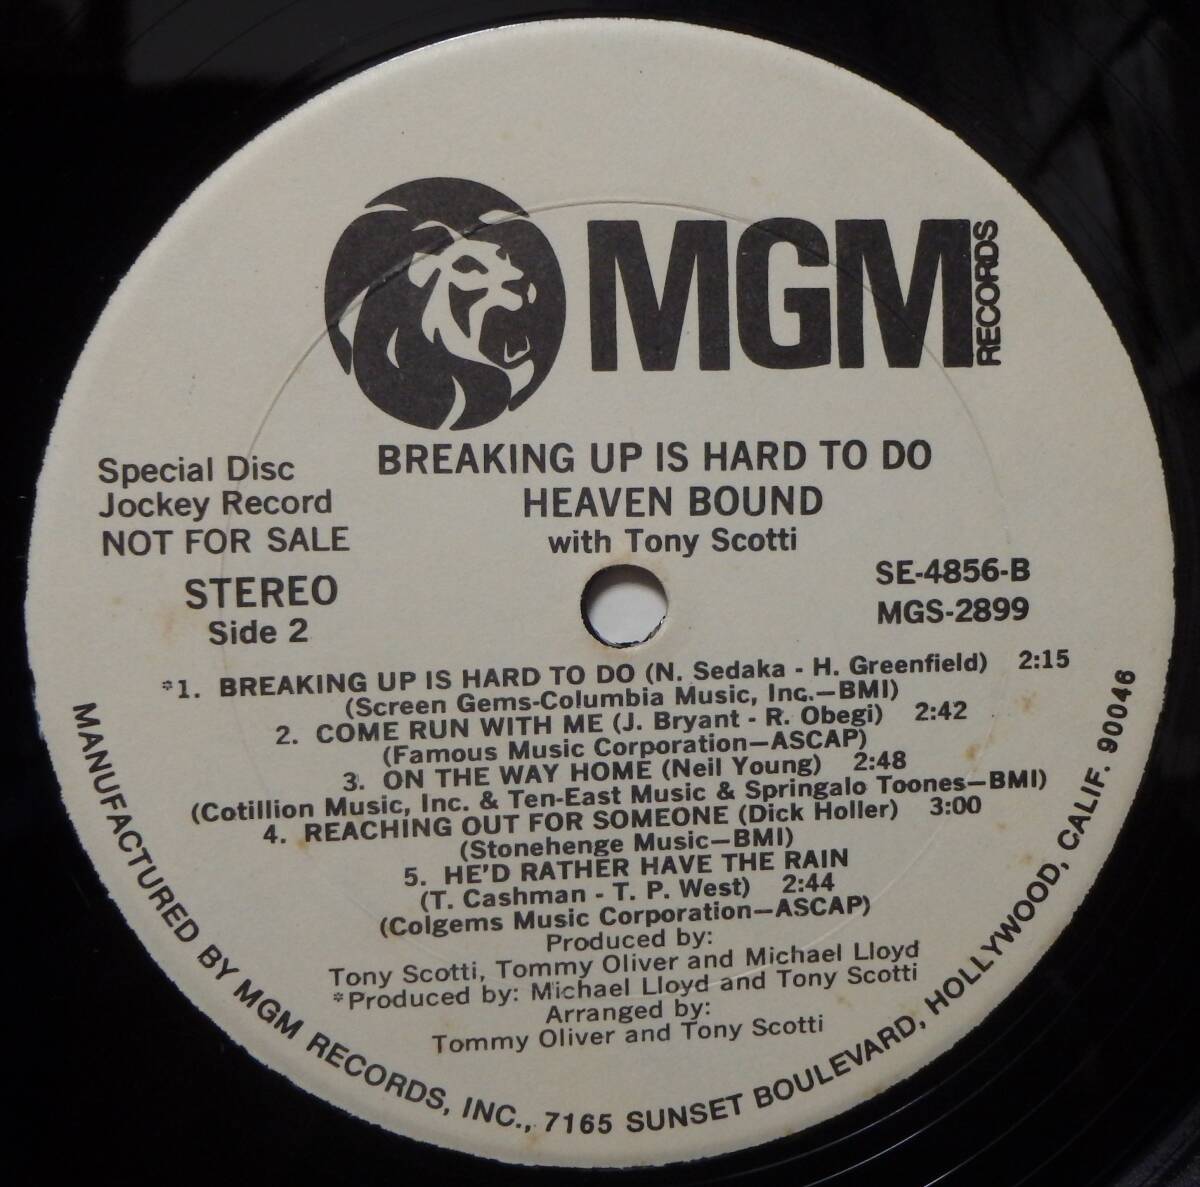 MGM
RECORDS
BREAKING UP IS HARD TO DO
HEAVEN BOUND
with Tony Scotti
Special Disc
Jockey Record
NOT FOR SALE
STEREO
Side 2
SE-4856-B
MGS-2899
*1. BREAKING UP IS HARD TO DO (N. Sedaka - H. Greenfield) 2:15
(Screen Gems-Columbia Music, Inc.—BMI)
2. COME RUN WITH ME (J. Bryant - R. Obegi) 2:42
(Famous Music Corporation—ASCAP)
3. ON THE WAY HOME (Neil Young) 2:48
(Cotillion Music, Inc. & Ten-East Music & Springalo Toones—BMI)
4. REACHING OUT FOR SOMEONE (Dick Holler) 3:00
(Stonehenge Music—BMI)
5. HE'D RATHER HAVE THE RAIN
(T. Cashman - T. P. West) 2:44
(Colgems Music Corporation—ASCAP)
Produced by:
Tony Scotti, Tommy Oliver and Michael Lloyd
*Produced by: Michael Lloyd and Tony Scotti
Arranged by:
Tommy Oliver and Tony Scotti
MANUFACTURED BY MGM RECORDS, INC., 7165 SUNSET BOULEVARD, HOLLYWOOD, CALIF. 90046